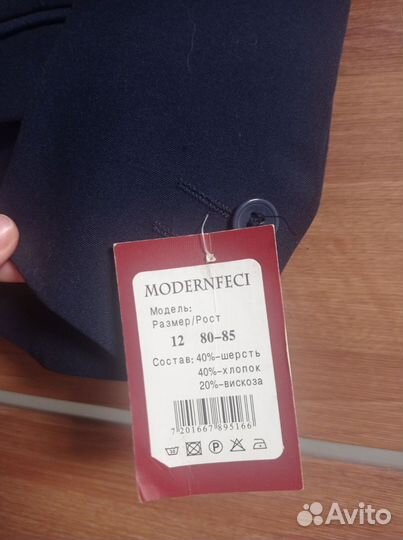 MODERNFECI
Модель:
Размер/Рост
12 80-85
Состав: 40%-шерсть
40%-хлопок
20%-вискоза
7 201667 895166
P
Avito